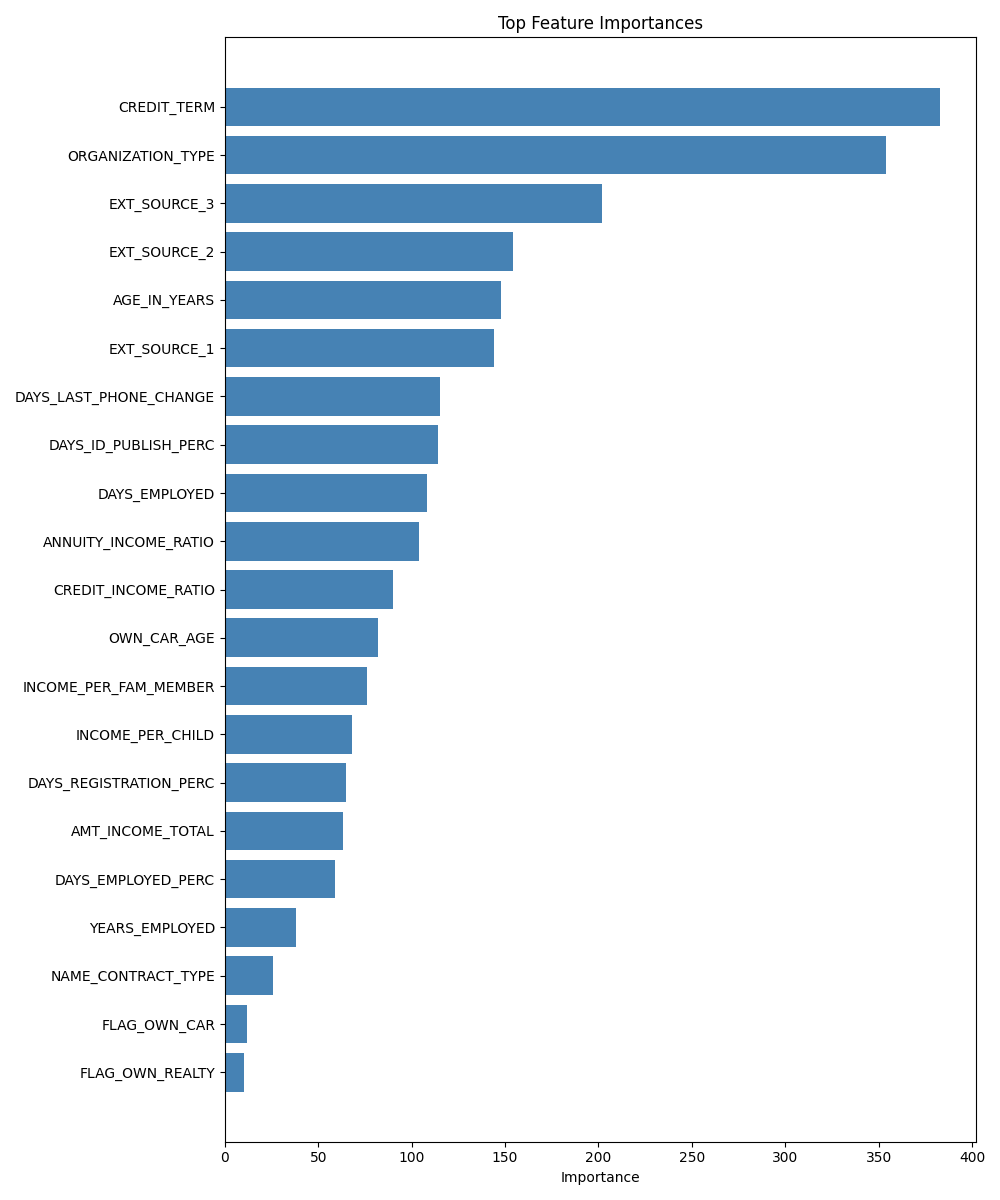 Top Feature Importances
CREDIT_TERM
ORGANIZATION_TYPE
EXT_SOURCE_3
EXT_SOURCE_2
AGE_IN_YEARS
EXT_SOURCE_1
DAYS_LAST_PHONE_CHANGE
DAYS_ID_PUBLISH_PERC
DAYS_EMPLOYED
ANNUITY_INCOME_RATIO
CREDIT_INCOME_RATIO
OWN_CAR_AGE
INCOME_PER_FAM_MEMBER
INCOME_PER_CHILD
DAYS_REGISTRATION_PERC
AMT_INCOME_TOTAL
DAYS_EMPLOYED_PERC
YEARS_EMPLOYED
NAME_CONTRACT_TYPE
FLAG_OWN_CAR
FLAG_OWN_REALTY
0 50 100 150 200 250 300 350 400
Importance